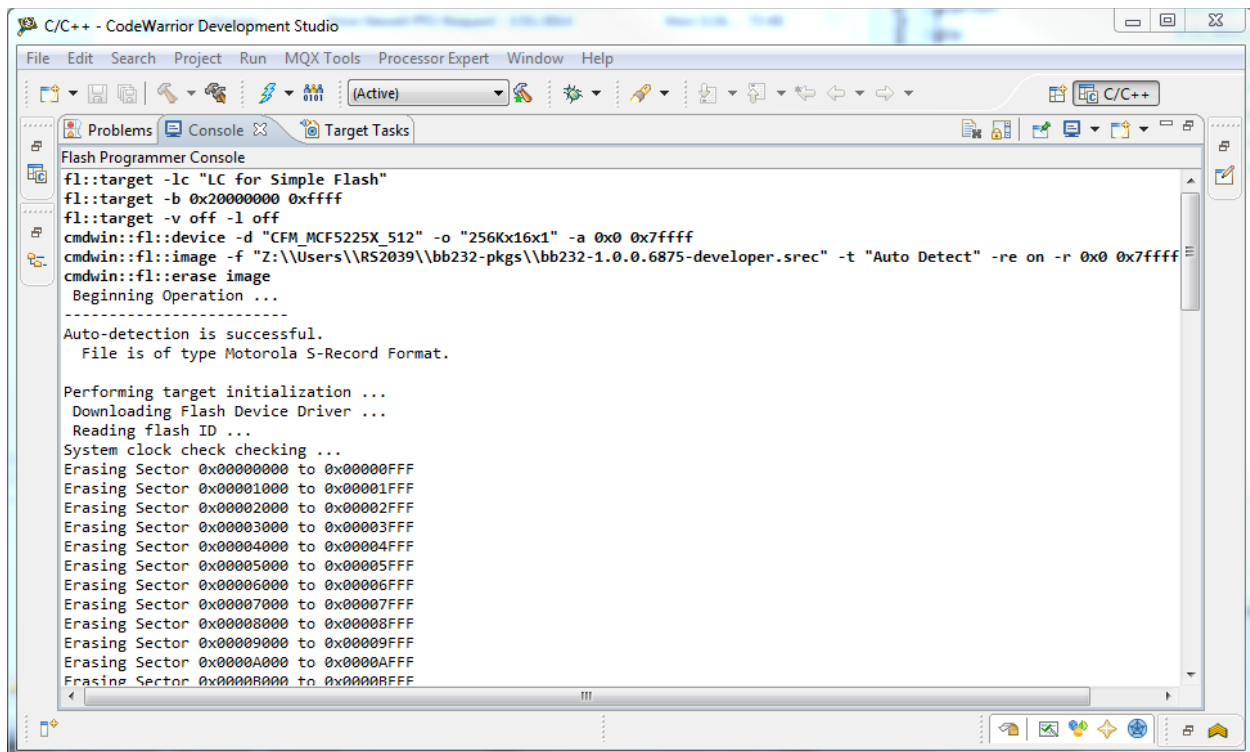 C/C++ - CodeWarrior Development Studio
File Edit Search Project Run MQX Tools Processor Expert Window Help
(Active) C/C++
Problems Console Target Tasks
Flash Programmer Console
fl::target -lc "LC for Simple Flash"
fl::target -b 0x20000000 0xffff
fl::target -v off -l off
cmdwin::fl::device -d "CFM_MCF5225X_512" -o "256Kx16x1" -a 0x0 0x7ffff
cmdwin::fl::image -f "Z:\\Users\\RS2039\\bb232-pkgs\\bb232-1.0.0.6875-developer.srec" -t "Auto Detect" -re on -r 0x0 0x7ffff
cmdwin::fl::erase image
Beginning Operation ...
-------------------------
Auto-detection is successful.
File is of type Motorola S-Record Format.
Performing target initialization ...
Downloading Flash Device Driver ...
Reading flash ID ...
System clock check checking ...
Erasing Sector 0x00000000 to 0x00000FFF
Erasing Sector 0x00001000 to 0x00001FFF
Erasing Sector 0x00002000 to 0x00002FFF
Erasing Sector 0x00003000 to 0x00003FFF
Erasing Sector 0x00004000 to 0x00004FFF
Erasing Sector 0x00005000 to 0x00005FFF
Erasing Sector 0x00006000 to 0x00006FFF
Erasing Sector 0x00007000 to 0x00007FFF
Erasing Sector 0x00008000 to 0x00008FFF
Erasing Sector 0x00009000 to 0x00009FFF
Erasing Sector 0x0000A000 to 0x0000AFFF
Erasing Sector 0x0000B000 to 0x0000BFFF